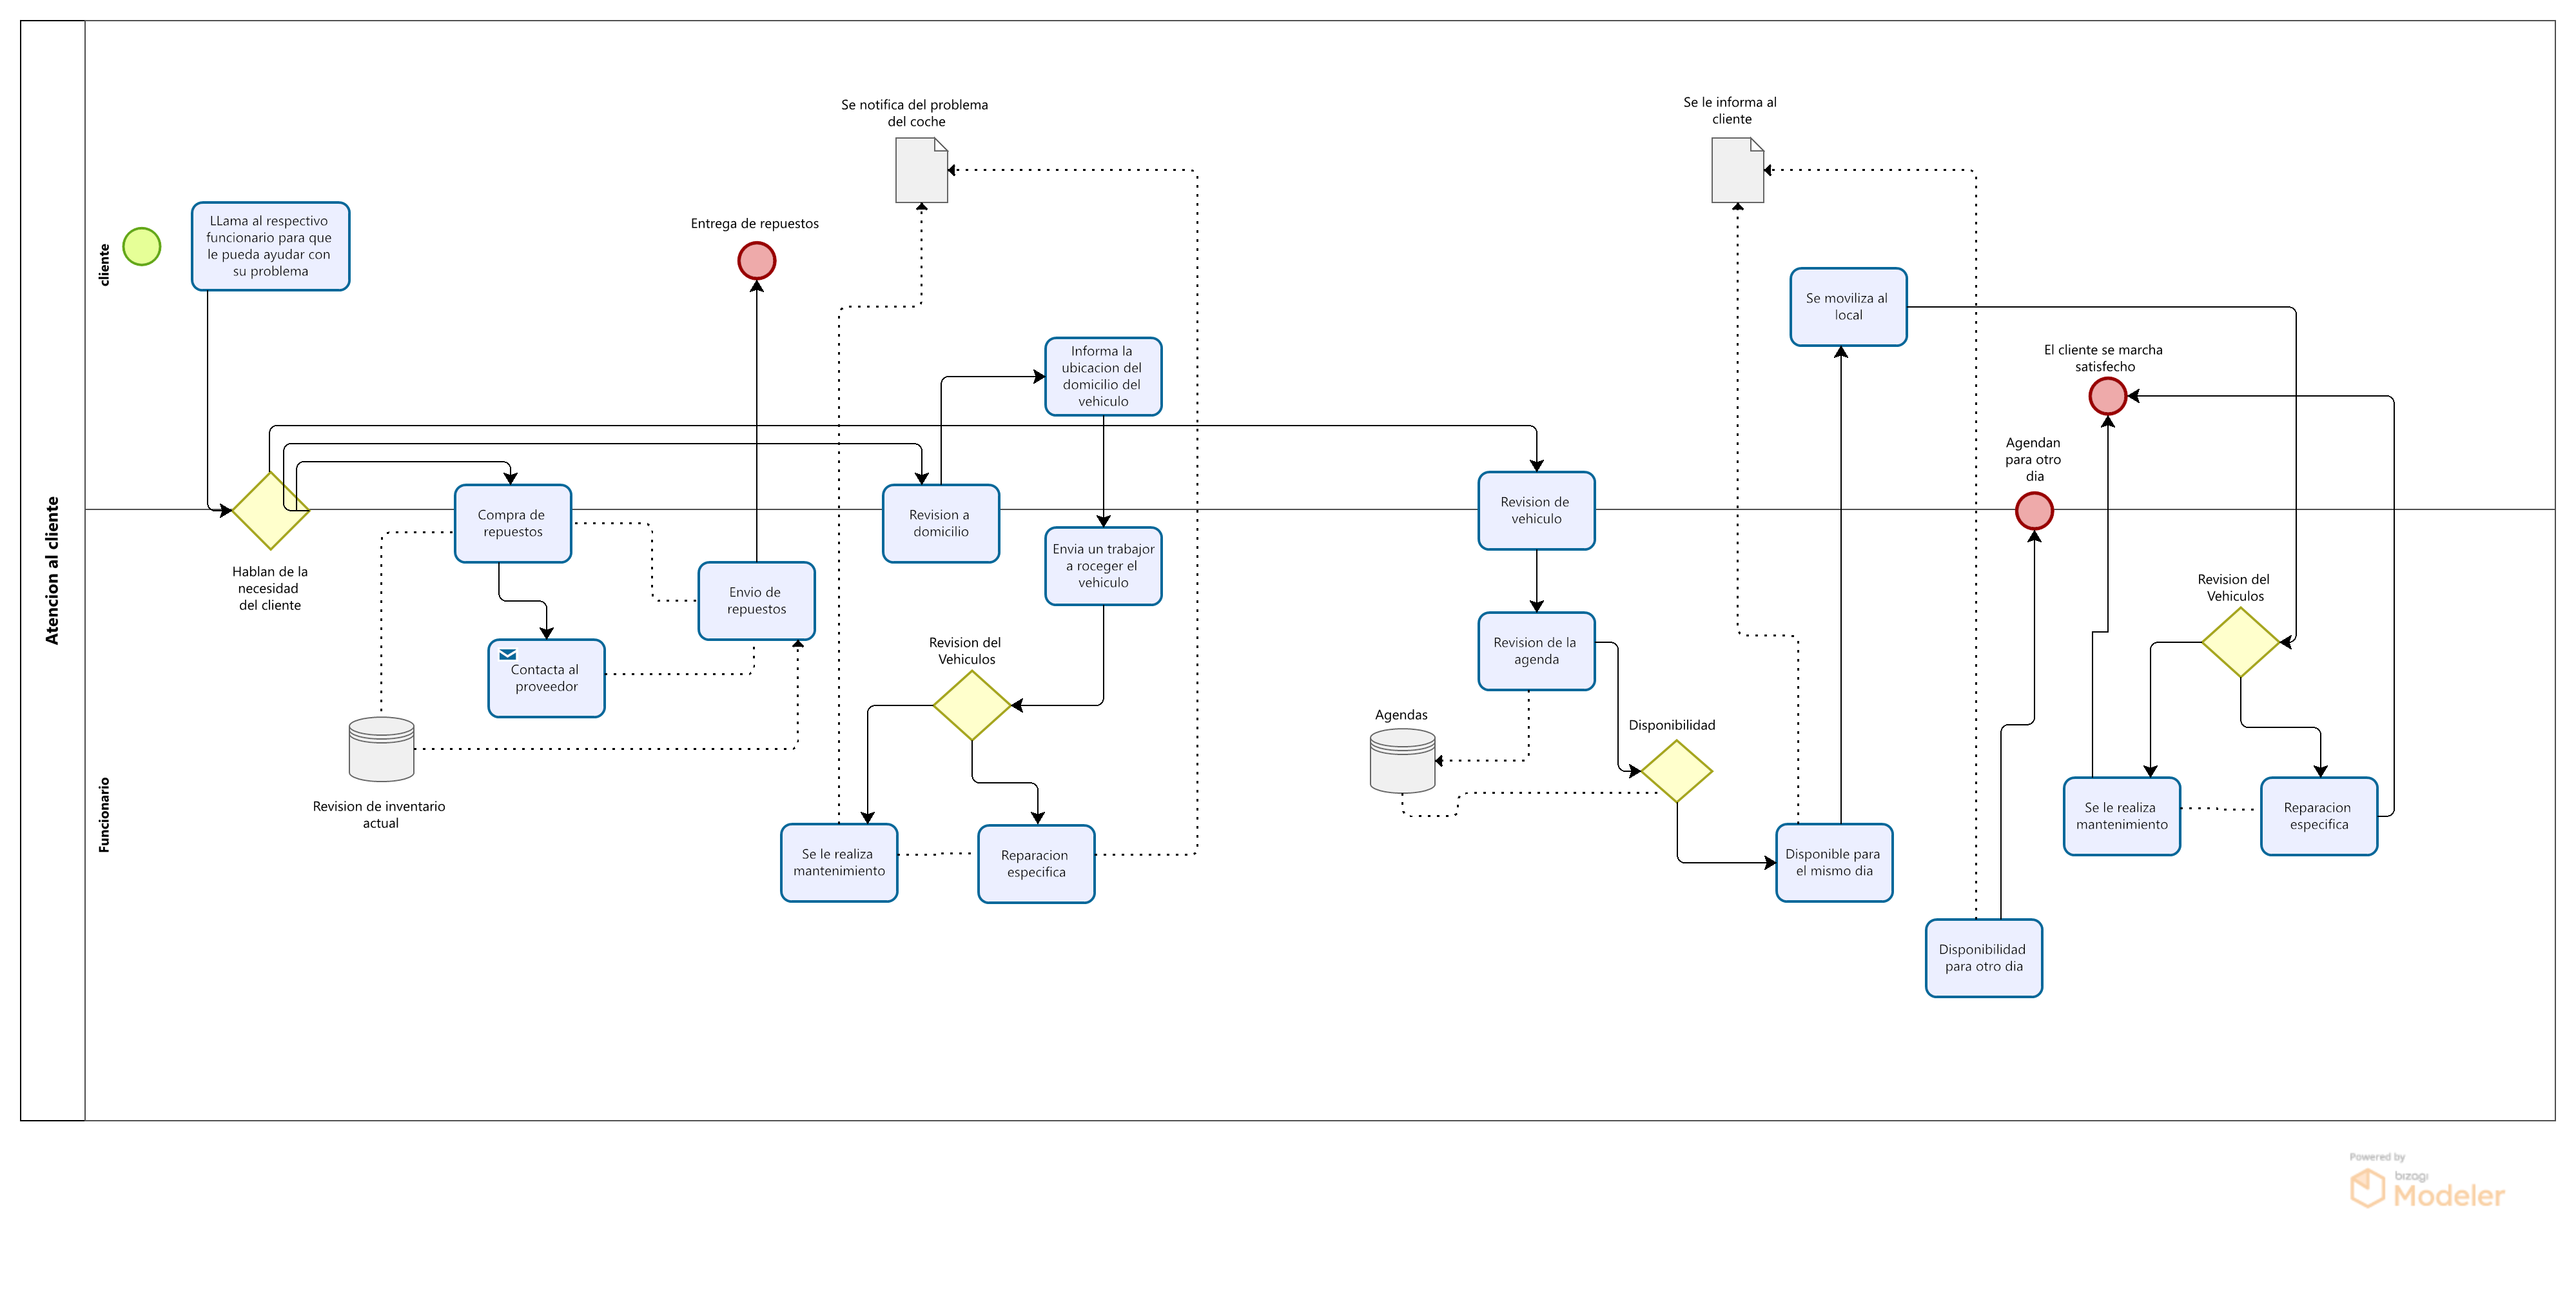 Atencion al cliente
cliente
Funcionario
LLama al respectivo
funcionario para que
le pueda ayudar con
su problema
Hablan de la
necesidad
del cliente
Compra de
repuestos
Contacta al
proveedor
Revision de inventario
actual
Entrega de repuestos
Envio de
repuestos
Se notifica del problema
del coche
Revision a
domicilio
Informa la
ubicacion del
domicilio del
vehiculo
Envia un trabajor
a roceger el
vehiculo
Revision del
Vehiculos
Se le realiza
mantenimiento
Reparacion
especifica
Revision de
vehiculo
Revision de la
agenda
Agendas
Disponibilidad
Se le informa al
cliente
Se moviliza al
local
Disponible para
el mismo dia
Disponibilidad
para otro dia
Agendan
para otro
dia
El cliente se marcha
satisfecho
Revision del
Vehiculos
Se le realiza
mantenimiento
Reparacion
especifica
Powered by
bizagi
Modeler